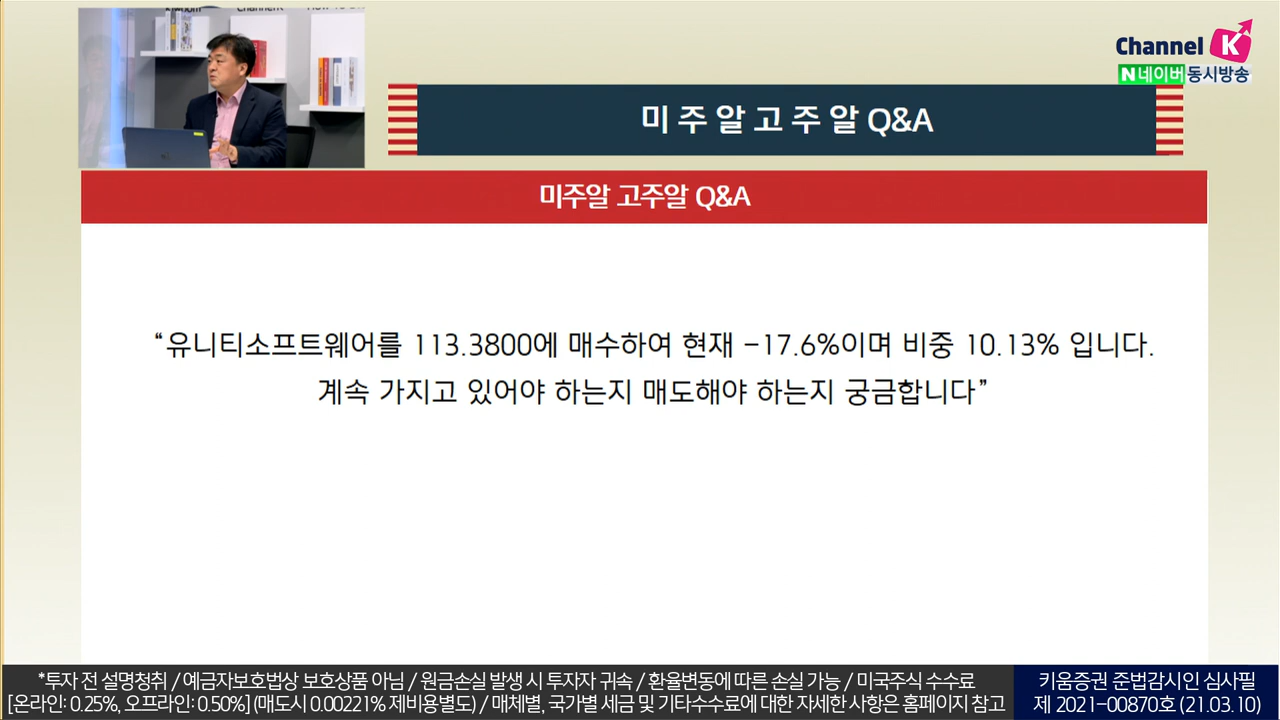 Channel K
N 네이버 동시방송
미 주 알 고 주 알 Q&A
미주알 고주알 Q&A
“유니티소프트웨어를 113.3800에 매수하여 현재 -17.6%이며 비중 10.13% 입니다.
계속 가지고 있어야 하는지 매도해야 하는지 궁금합니다”
*투자 전 설명청취 / 예금자보호법상 보호상품 아님 / 원금손실 발생 시 투자자 귀속 / 환율변동에 따른 손실 가능 / 미국주식 수수료
[온라인: 0.25%, 오프라인: 0.50%] (매도시 0.00221% 제비용별도) / 매체별, 국가별 세금 및 기타수수료에 대한 자세한 사항은 홈페이지 참고
키움증권 준법감시인 심사필
제 2021-00870호 (21.03.10)